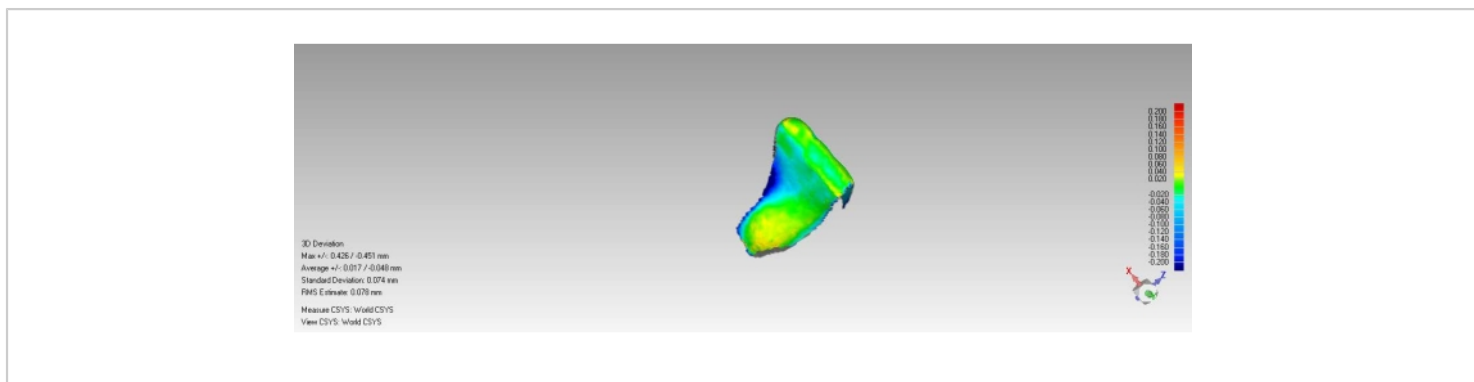 3D Deviation
Max +/-: 0.426 / -0.451 mm
Average +/-: 0.017 / -0.048 mm
Standard Deviation: 0.074 mm
RMS Estimate: 0.078 mm
Measure CSYS: World CSYS
View CSYS: World CSYS
0.200
0.180
0.160
0.140
0.120
0.100
0.080
0.060
0.040
0.020
-0.020
-0.040
-0.060
-0.080
-0.100
-0.120
-0.140
-0.160
-0.180
-0.200
X
Z